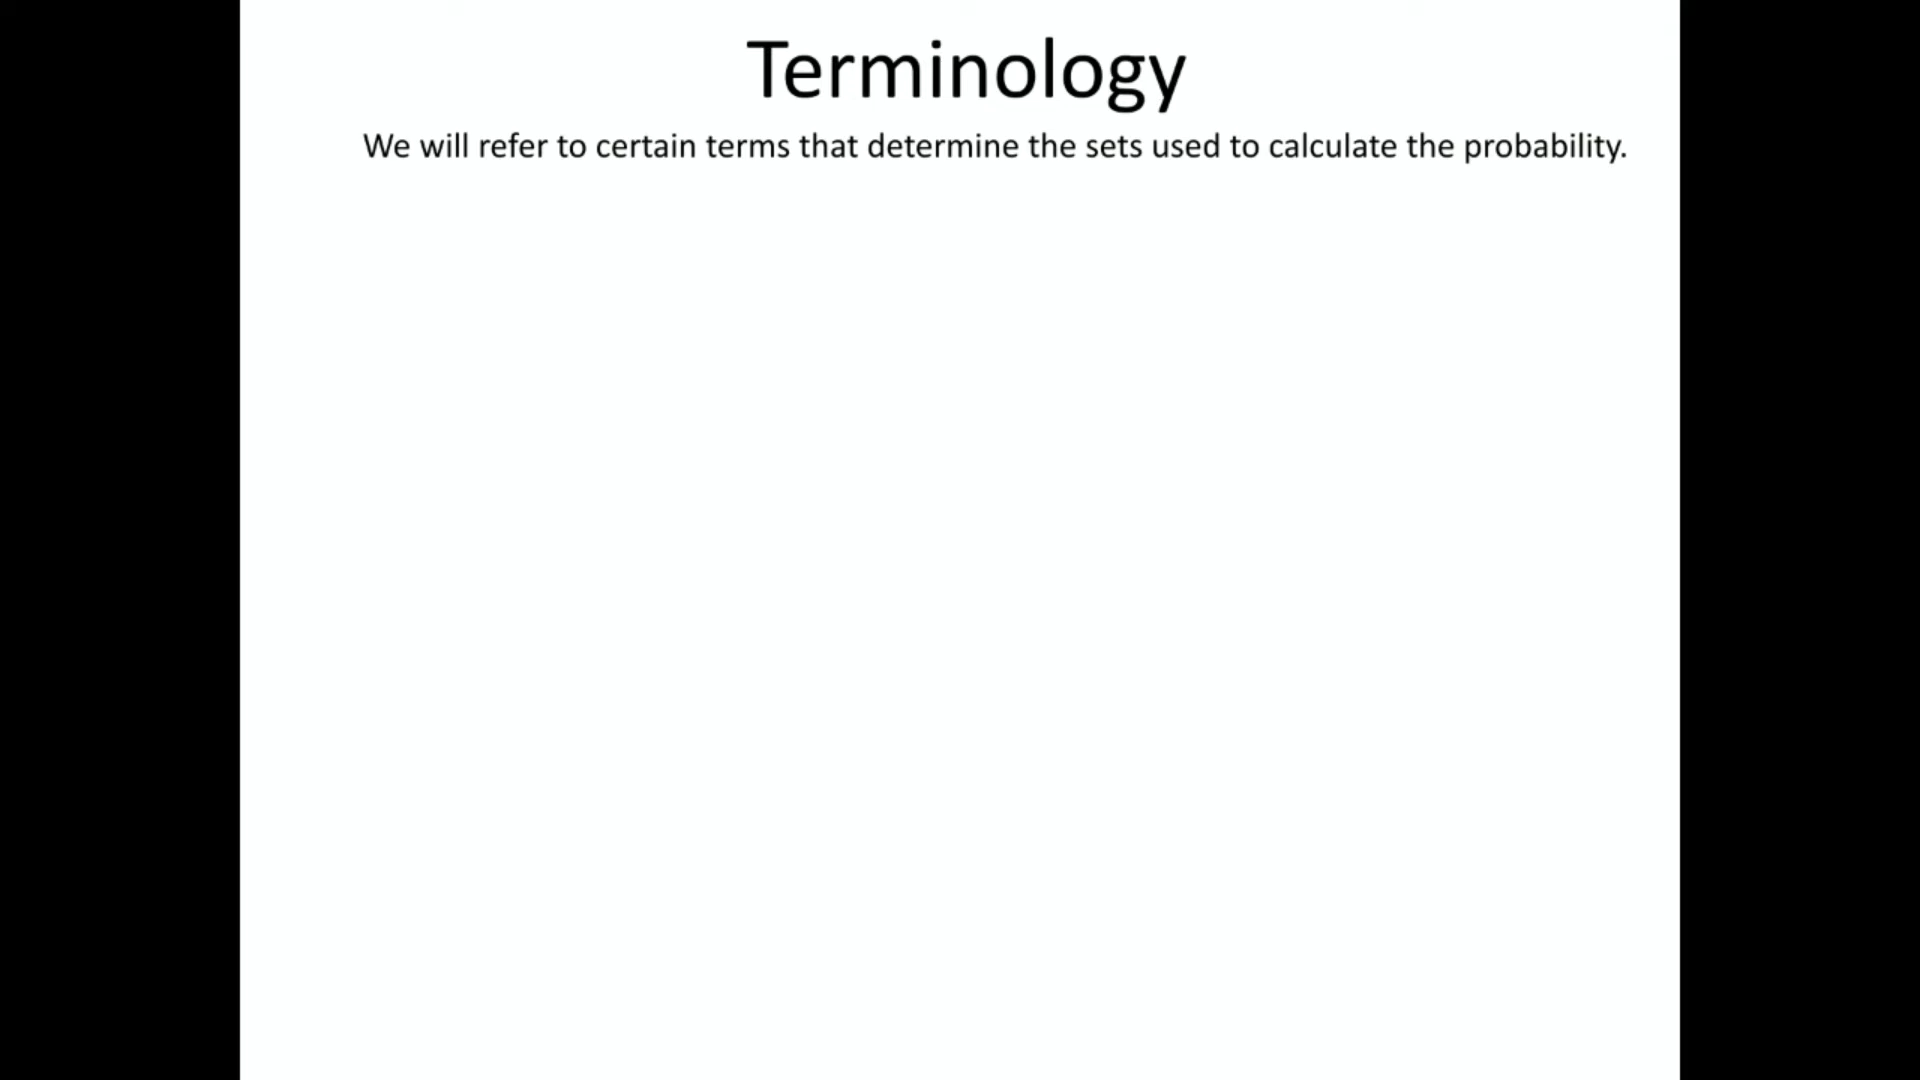 Terminology
We will refer to certain terms that determine the sets used to calculate the probability.